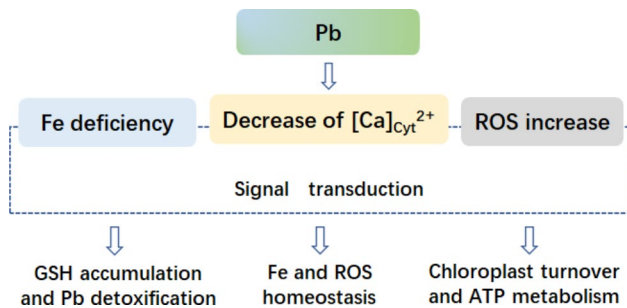 Pb
Fe deficiency
Decrease of [Ca]Cyt2+
ROS increase
Signal transduction
GSH accumulation
and Pb detoxification
Fe and ROS
homeostasis
Chloroplast turnover
and ATP metabolism